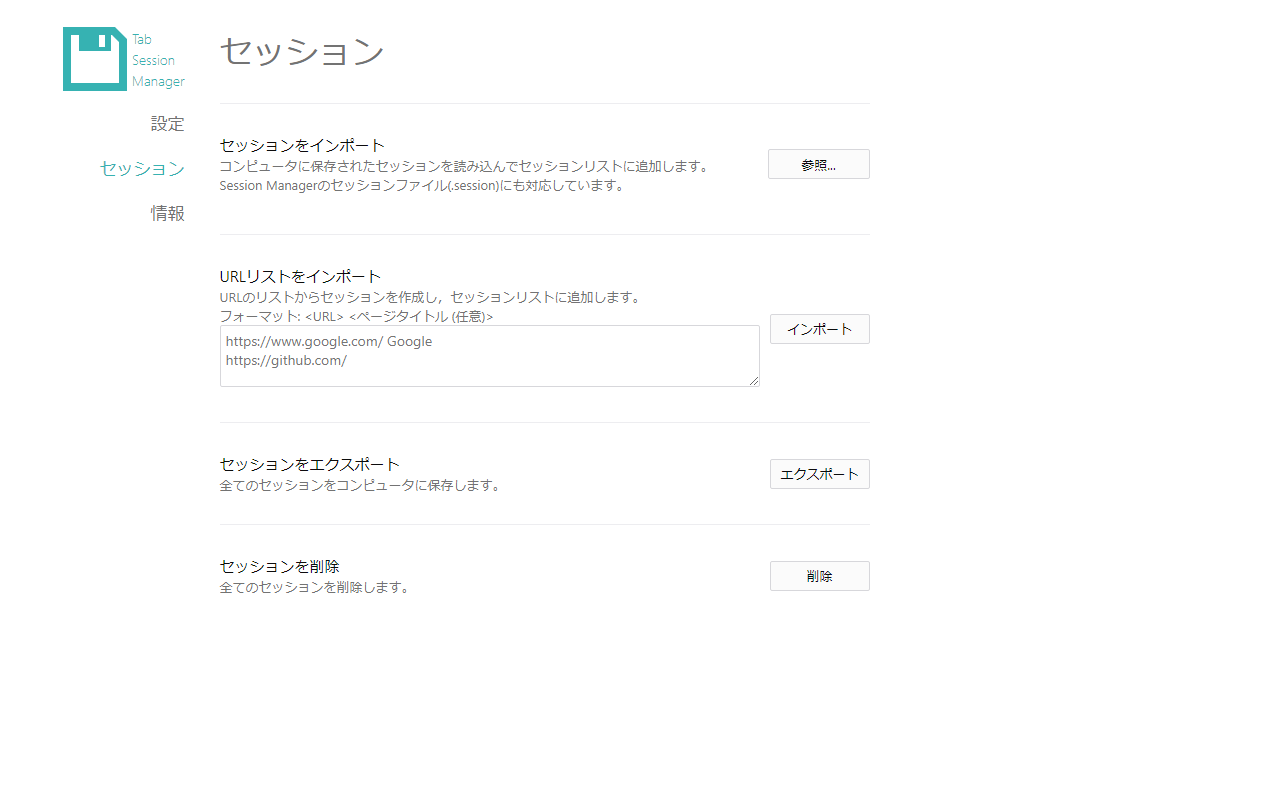 Tab
Session
Manager
設定
セッション
情報
セッション
セッションをインポート
コンピュータに保存されたセッションを読み込んでセッションリストに追加します。
Session Managerのセッションファイル(.session)にも対応しています。
参照...
URLリストをインポート
URLのリストからセッションを作成し，セッションリストに追加します。
フォーマット: <URL> <ページタイトル (任意)>
https://www.google.com/ Google
https://github.com/
インポート
セッションをエクスポート
全てのセッションをコンピュータに保存します。
エクスポート
セッションを削除
全てのセッションを削除します。
削除